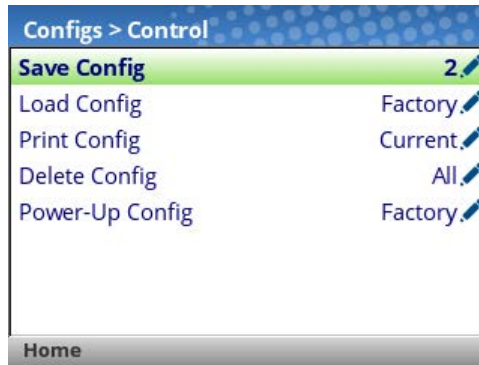 Configs > Control
Save Config 2
Load Config Factory
Print Config Current
Delete Config All
Power-Up Config Factory
Home